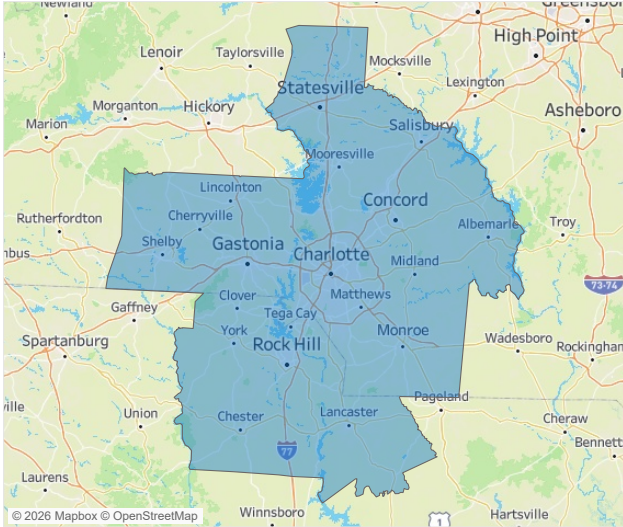 Newland
Greensboro
High Point
Lenoir
Taylorsville
Mocksville
Lexington
Statesville
Morganton
Hickory
Asheboro
Marion
Salisbury
Mooresville
Lincolnton
Concord
Rutherfordton
Cherryville
Albemarle
Troy
Shelby
Gastonia
Charlotte
mbus
Midland
73-74
Clover
Matthews
Gaffney
Tega Cay
York
Monroe
Spartanburg
Rock Hill
Wadesboro
Rockingham
ville
Pageland
Union
Chester
Lancaster
Cheraw
77
Bennett
Laurens
Winnsboro
Hartsville
1
© 2026 Mapbox © OpenStreetMap